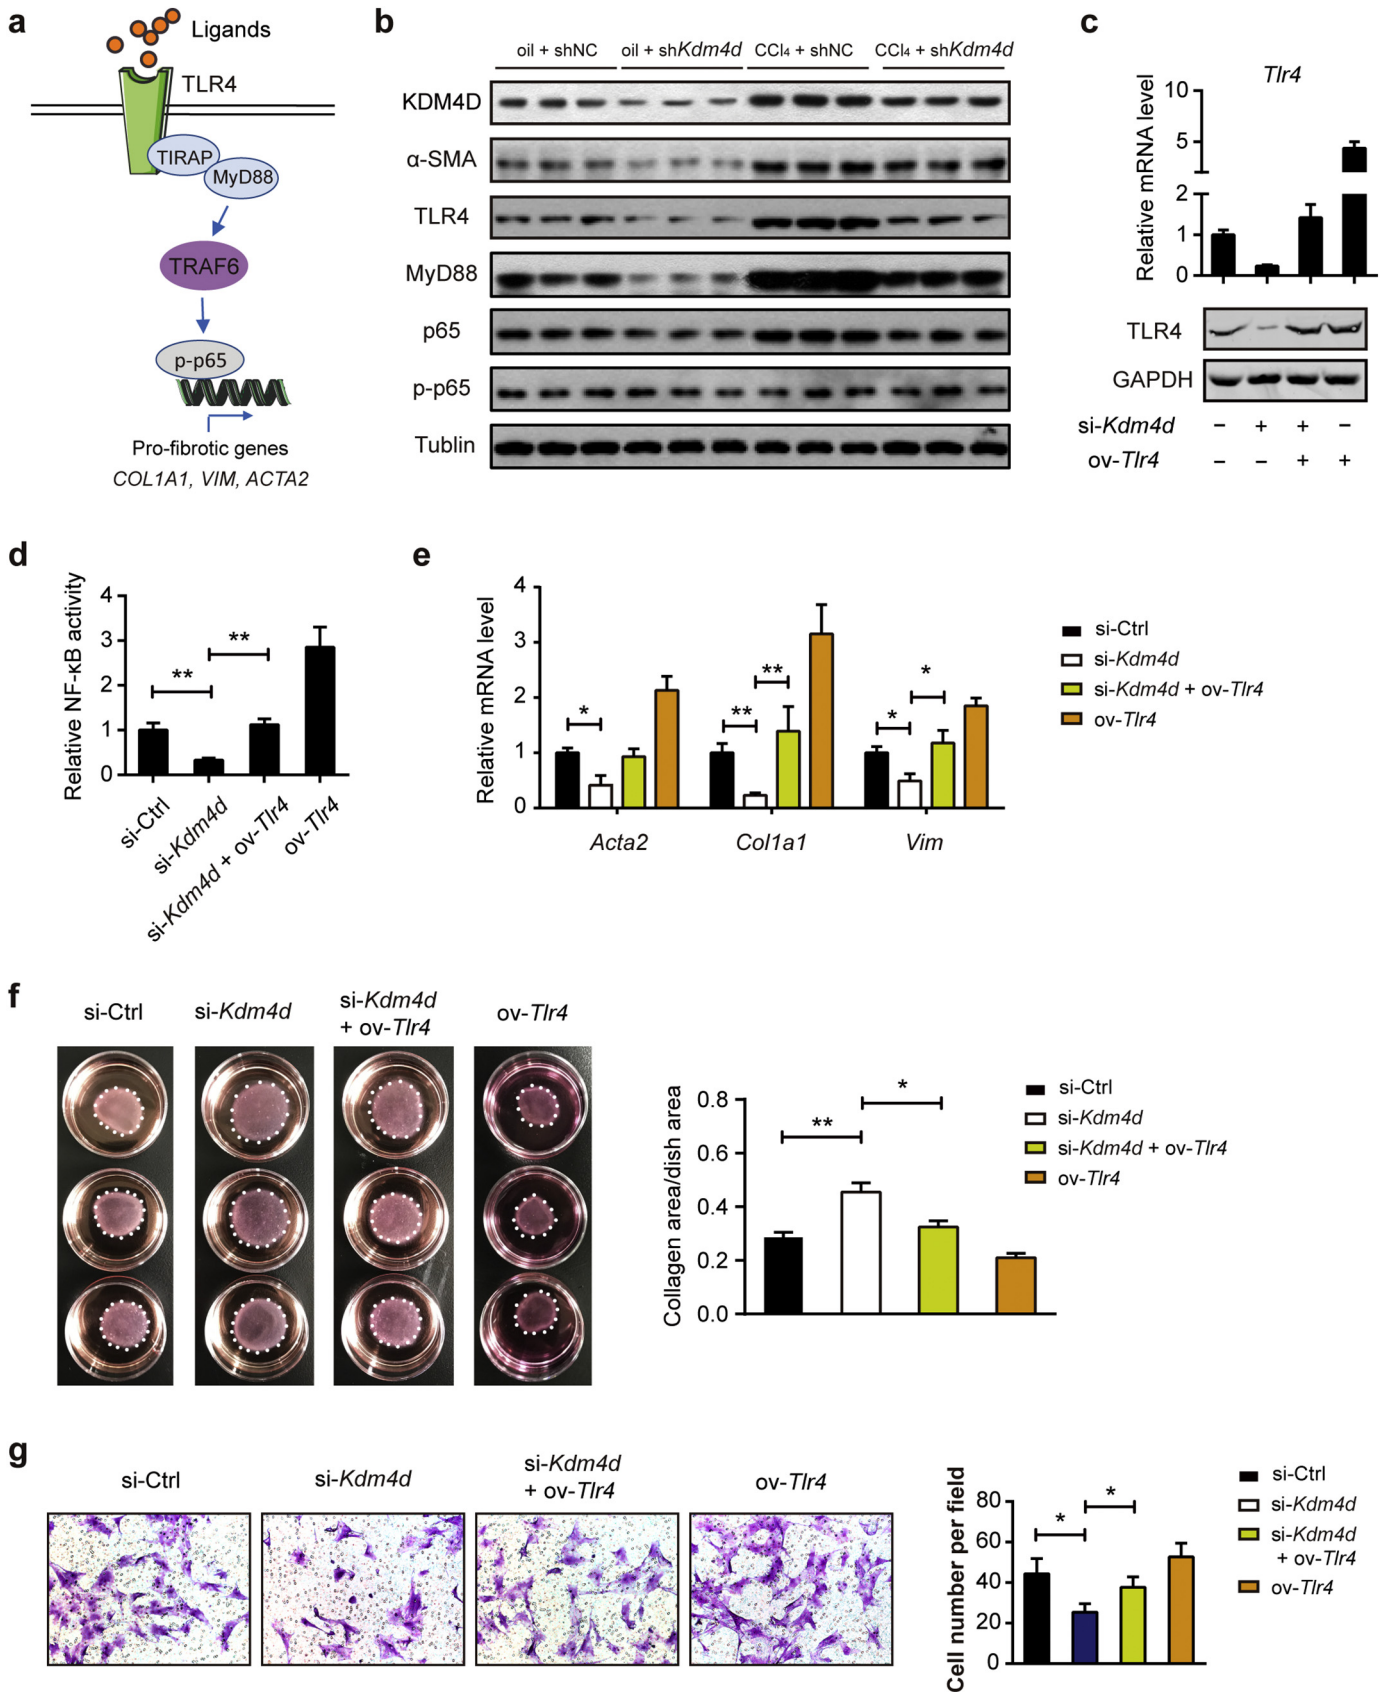 a
Ligands
TLR4
TIRAP
MyD88
TRAF6
p-p65
Pro-fibrotic genes
COL1A1, VIM, ACTA2
b
oil + shNC
oil + shKdm4d
CCl₄ + shNC
CCl₄ + shKdm4d
KDM4D
α-SMA
TLR4
MyD88
p65
p-p65
Tublin
c
Tlr4
Relative mRNA level
10
5
2
1
0
TLR4
GAPDH
si-Kdm4d − + + −
ov-Tlr4 − − + +
d
Relative NF-κB activity
4
3
2
1
0
**
**
si-Ctrl
si-Kdm4d
si-Kdm4d + ov-Tlr4
ov-Tlr4
e
Relative mRNA level
4
3
2
1
0
*
**
**
*
*
Acta2
Col1a1
Vim
si-Ctrl
si-Kdm4d
si-Kdm4d + ov-Tlr4
ov-Tlr4
f
si-Ctrl
si-Kdm4d
si-Kdm4d
+ ov-Tlr4
ov-Tlr4
Collagen area/dish area
0.8
0.6
0.4
0.2
0.0
**
*
si-Ctrl
si-Kdm4d
si-Kdm4d + ov-Tlr4
ov-Tlr4
g
si-Ctrl
si-Kdm4d
si-Kdm4d
+ ov-Tlr4
ov-Tlr4
Cell number per field
80
60
40
20
0
*
*
si-Ctrl
si-Kdm4d
si-Kdm4d
+ ov-Tlr4
ov-Tlr4